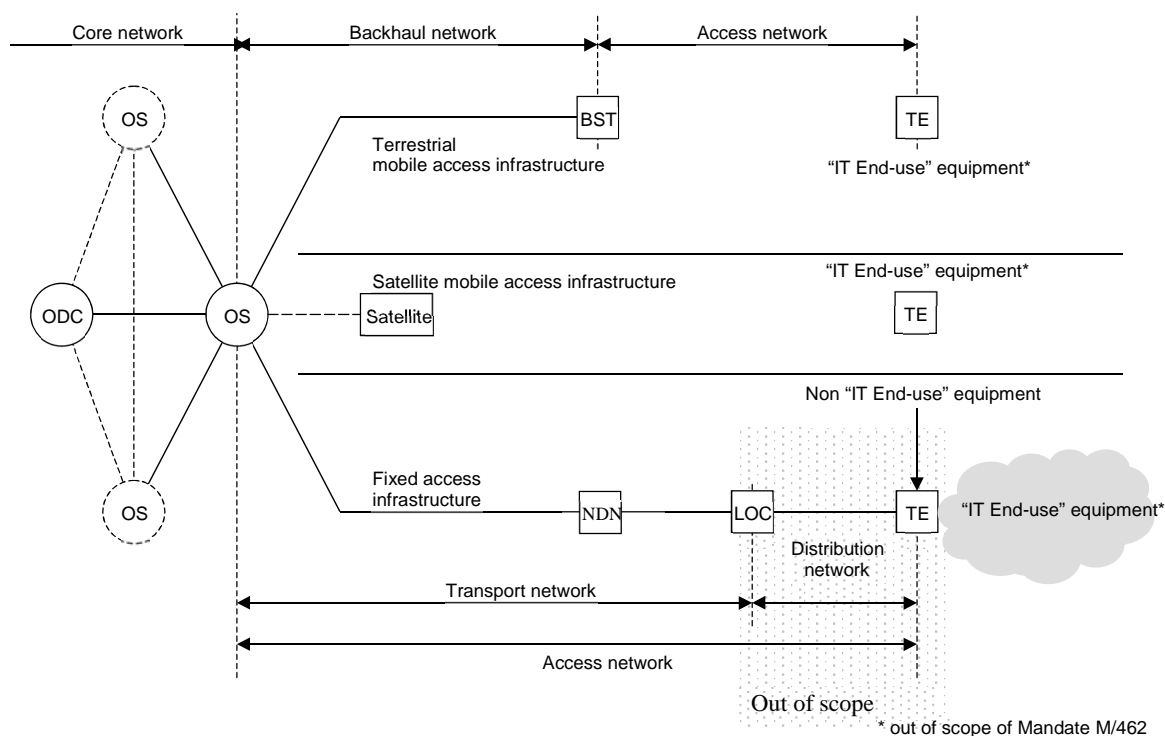 Core network
Backhaul network
Access network
OS
BST
TE
Terrestrial
mobile access infrastructure
“IT End-use” equipment*
“IT End-use” equipment*
Satellite mobile access infrastructure
ODC
OS
Satellite
TE
Non “IT End-use” equipment
Fixed access
infrastructure
OS
NDN
LOC
TE
“IT End-use” equipment*
Distribution
network
Transport network
Access network
Out of scope
* out of scope of Mandate M/462